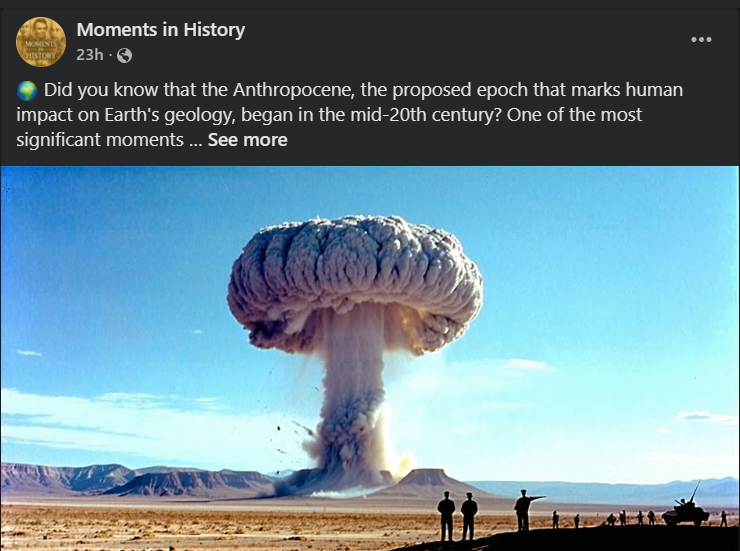 MOMENTS
IN
HISTORY
Moments in History
23h ·
Did you know that the Anthropocene, the proposed epoch that marks human
impact on Earth's geology, began in the mid-20th century? One of the most
significant moments ... See more